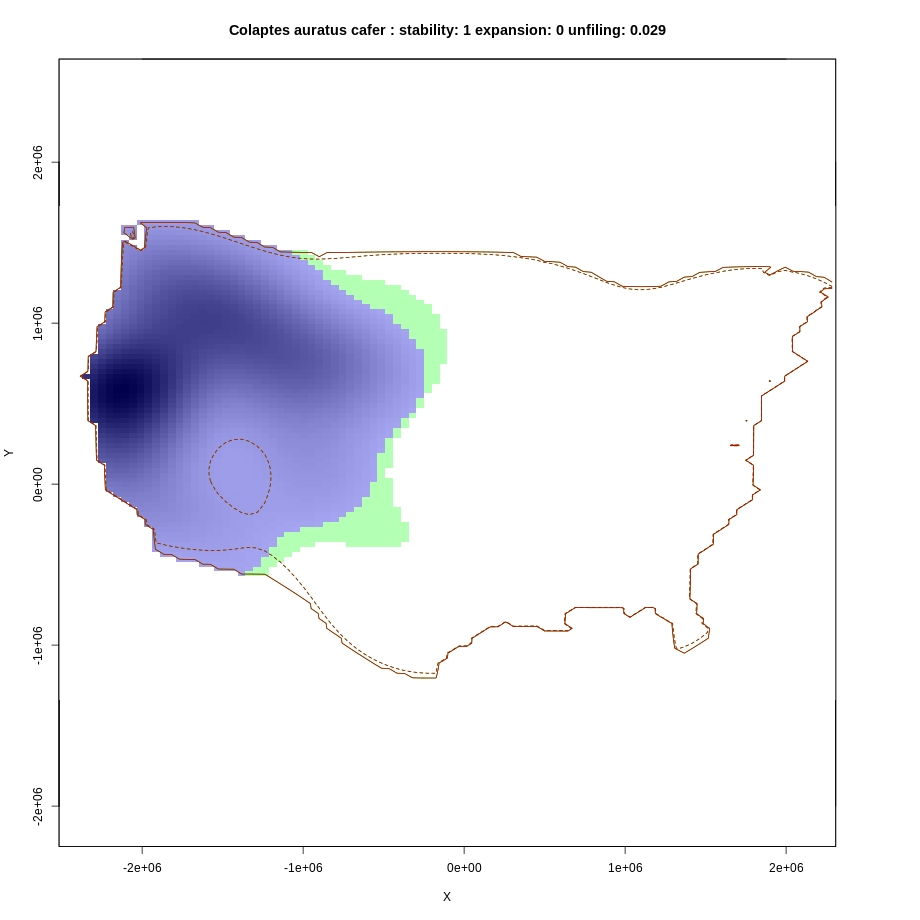 Colaptes auratus cafer : stability: 1 expansion: 0 unfiling: 0.029
2e+06
1e+06
0e+00
-1e+06
-2e+06
Y
-2e+06 -1e+06 0e+00 1e+06 2e+06
X